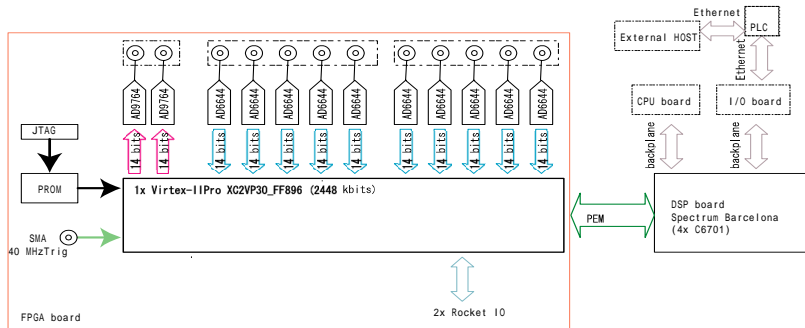 Ethernet
PLC
External HOST
Ethernet
AD9764
AD9764
AD6644
AD6644
AD6644
AD6644
AD6644
AD6644
AD6644
AD6644
AD6644
AD6644
CPU board
I/O board
14 bits
14 bits
14 bits
14 bits
14 bits
14 bits
14 bits
14 bits
14 bits
14 bits
14 bits
14 bits
backplane
backplane
JTAG
PROM
1x Virtex-IIPro XC2VP30_FF896 (2448 kbits)
SMA
40 MHzTrig
PEM
DSP board
Spectrum Barcelona
(4x C6701)
2x Rocket IO
FPGA board